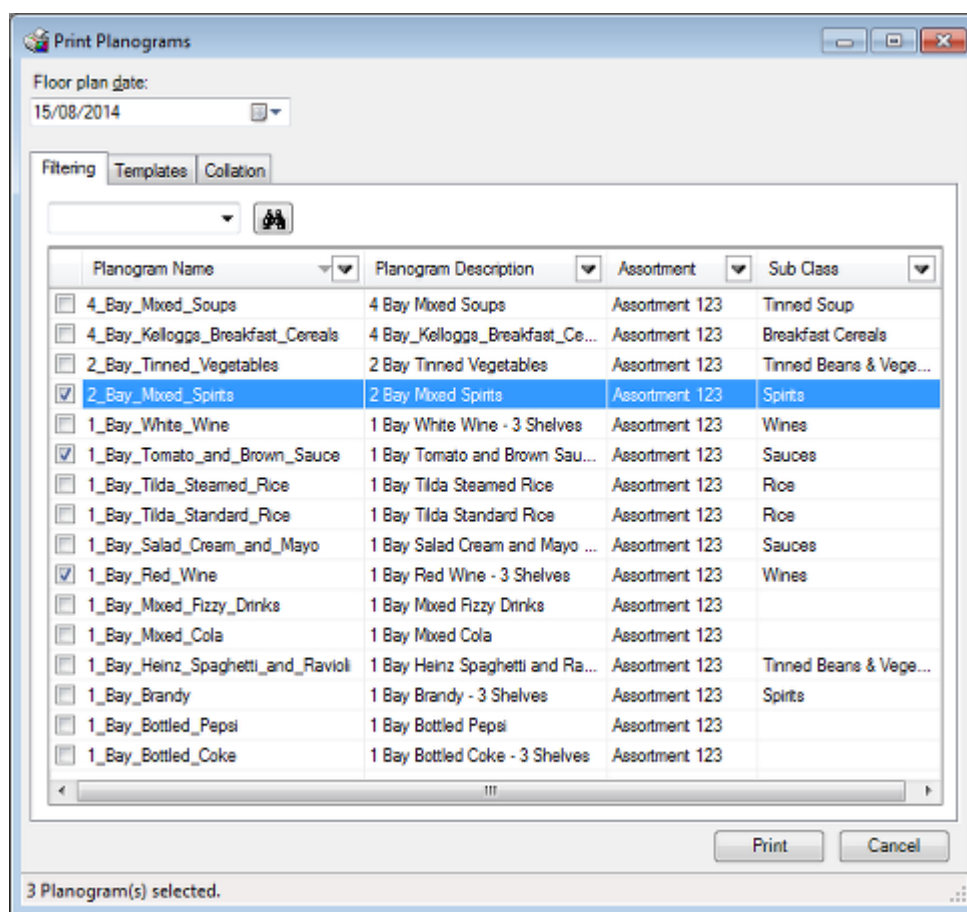 Print Planograms
Floor plan date:
15/08/2014
Filtering Templates Collation
Planogram Name Planogram Description Assortment Sub Class
4_Bay_Mixed_Soups 4 Bay Mixed Soups Assortment 123 Tinned Soup
4_Bay_Kelloggs_Breakfast_Cereals 4 Bay_Kelloggs_Breakfast_Ce... Assortment 123 Breakfast Cereals
2_Bay_Tinned_Vegetables 2 Bay Tinned Vegetables Assortment 123 Tinned Beans & Vege...
2_Bay_Mixed_Spirits 2 Bay Mixed Spirits Assortment 123 Spirits
1_Bay_White_Wine 1 Bay White Wine - 3 Shelves Assortment 123 Wines
1_Bay_Tomato_and_Brown_Sauce 1 Bay Tomato and Brown Sau... Assortment 123 Sauces
1_Bay_Tilda_Steamed_Rice 1 Bay Tilda Steamed Rice Assortment 123 Rice
1_Bay_Tilda_Standard_Rice 1 Bay Tilda Standard Rice Assortment 123 Rice
1_Bay_Salad_Cream_and_Mayo 1 Bay Salad Cream and Mayo ... Assortment 123 Sauces
1_Bay_Red_Wine 1 Bay Red Wine - 3 Shelves Assortment 123 Wines
1_Bay_Mixed_Fizzy_Drinks 1 Bay Mixed Fizzy Drinks Assortment 123
1_Bay_Mixed_Cola 1 Bay Mixed Cola Assortment 123
1_Bay_Heinz_Spaghetti_and_Ravioli 1 Bay Heinz Spaghetti and Ra... Assortment 123 Tinned Beans & Vege...
1_Bay_Brandy 1 Bay Brandy - 3 Shelves Assortment 123 Spirits
1_Bay_Bottled_Pepsi 1 Bay Bottled Pepsi Assortment 123
1_Bay_Bottled_Coke 1 Bay Bottled Coke - 3 Shelves Assortment 123
Print Cancel
3 Planogram(s) selected.